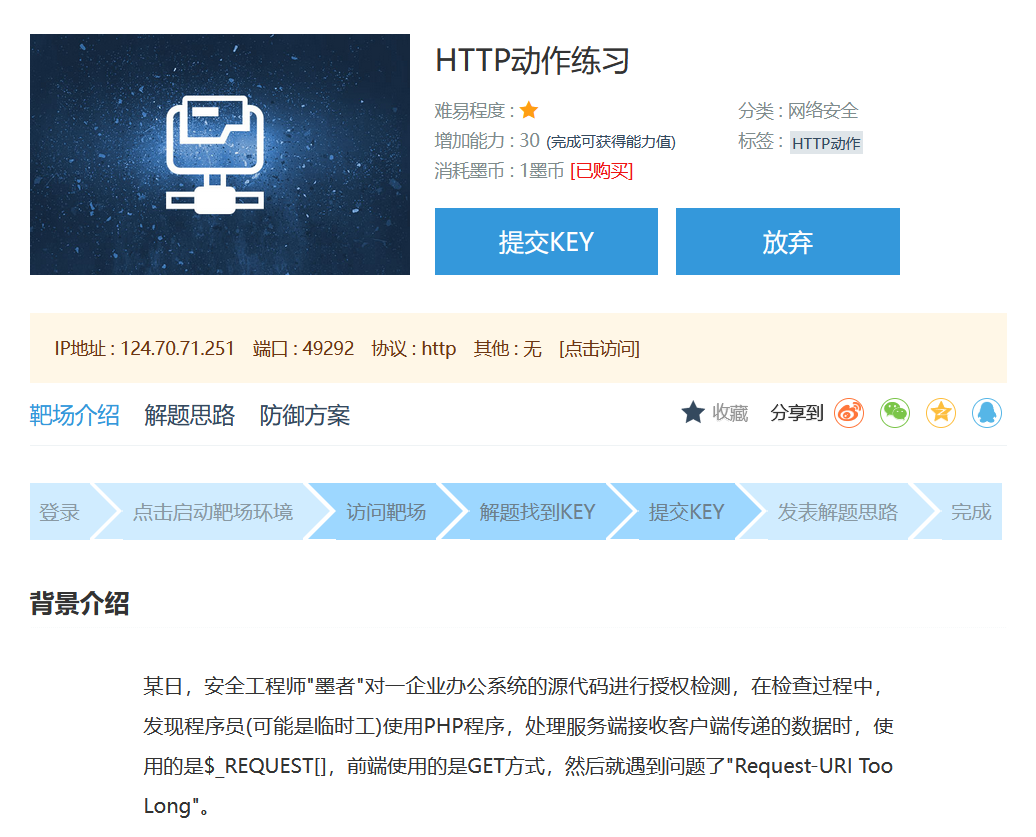 HTTP动作练习
难易程度 :
分类 : 网络安全
增加能力 : 30 (完成可获得能力值)
标签 : HTTP动作
消耗墨币 : 1墨币 [已购买]
提交KEY
放弃
IP地址 : 124.70.71.251 端口 : 49292 协议 : http 其他 : 无 [点击访问]
靶场介绍 解题思路 防御方案
收藏 分享到
登录 点击启动靶场环境 访问靶场 解题找到KEY 提交KEY 发表解题思路 完成
背景介绍
某日，安全工程师"墨者"对一企业办公系统的源代码进行授权检测，在检查过程中，
发现程序员(可能是临时工)使用PHP程序，处理服务端接收客户端传递的数据时，使
用的是$_REQUEST[]，前端使用的是GET方式，然后就遇到问题了"Request-URI Too
Long"。